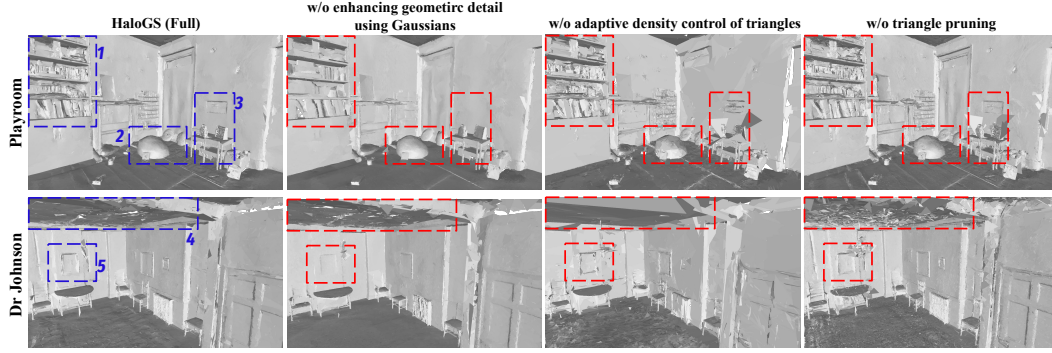 HaloGS (Full)
w/o enhancing geometirc detail
using Gaussians
w/o adaptive density control of triangles
w/o triangle pruning
Playroom
1
2
3
Dr Johnson
4
5